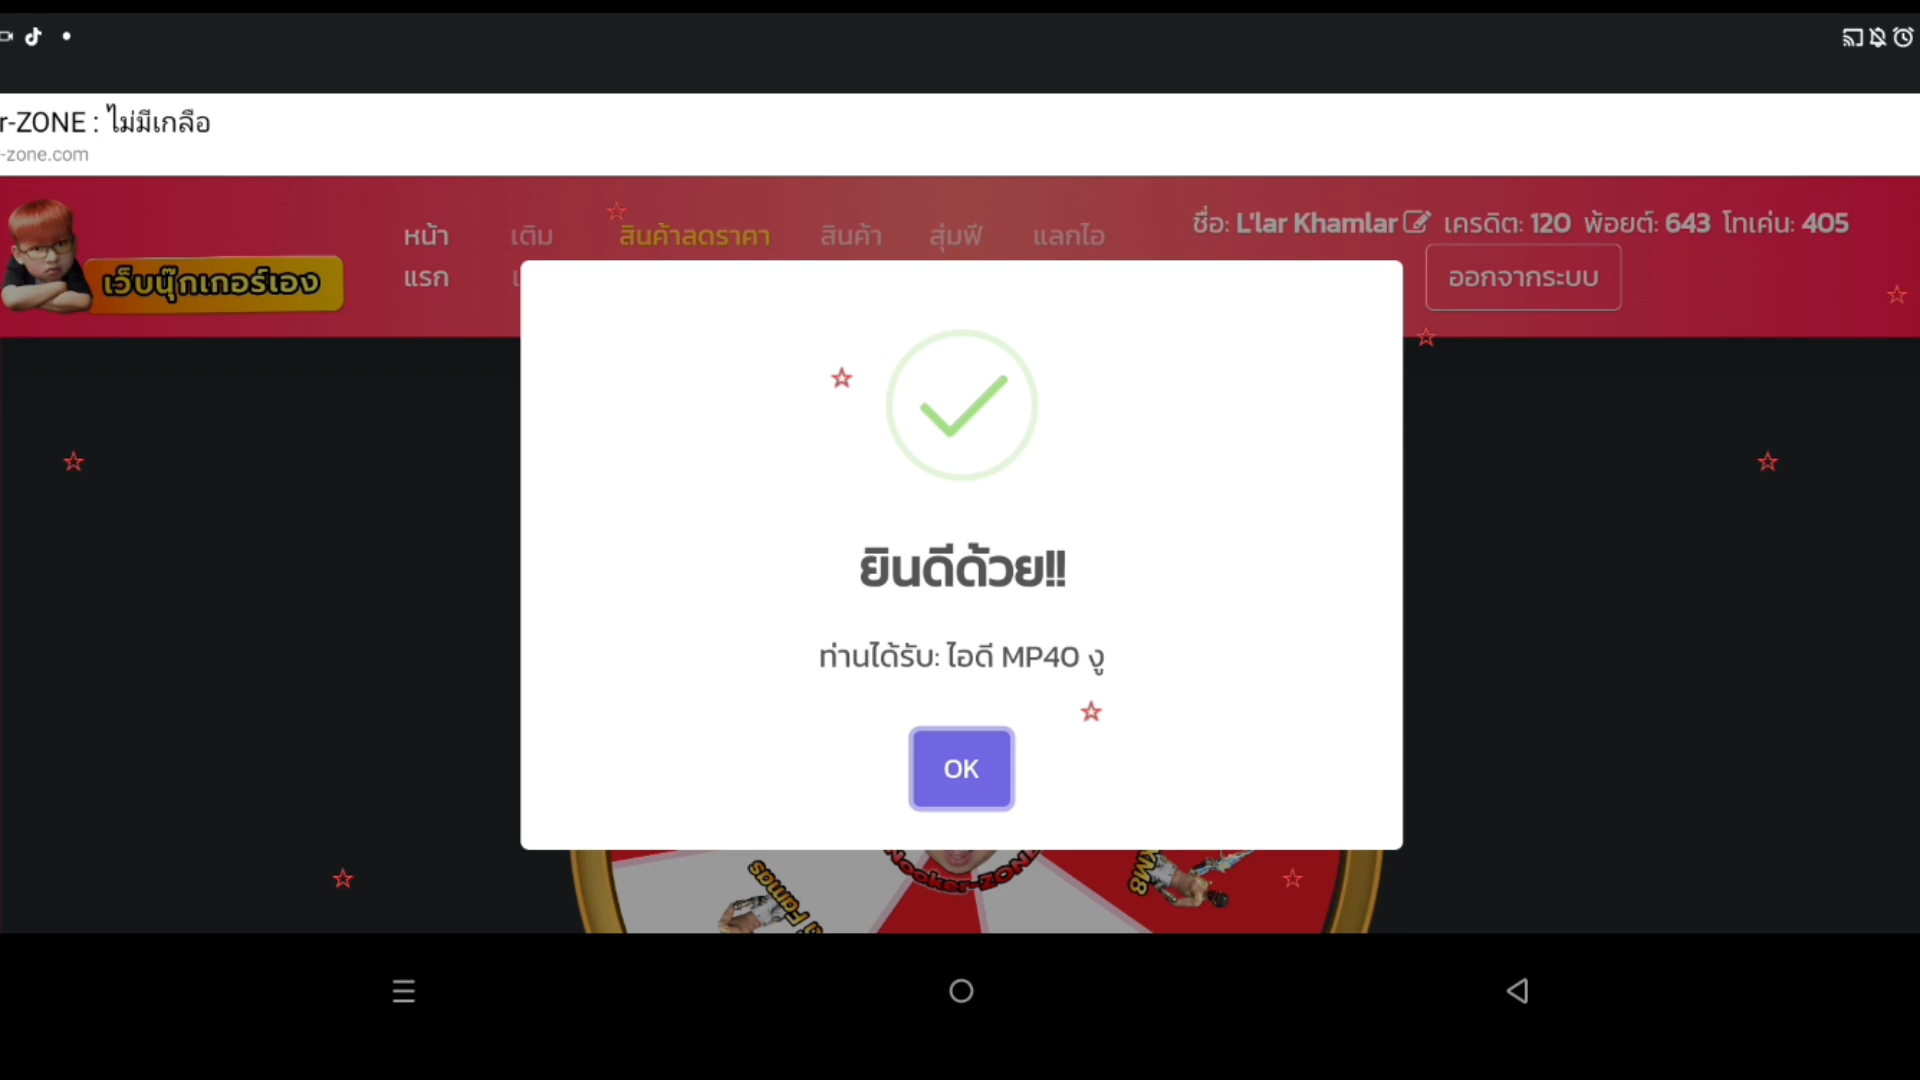 r-ZONE : ไม่มีเกลือ
-zone.com
เว็บนุ๊กเกอร์เอง
หน้า
แรก
เติม
สินค้าลดราคา
สินค้า
สุ่มฟี
แลกไอ
ชื่อ: L'lar Khamlar เครดิต: 120 พ้อยต์: 643 โทเค่น: 405
ออกจากระบบ
ยินดีด้วย!!
ท่านได้รับ: ไอดี MP40 งู
OK
Nooker-ZONE
Famas
XM8